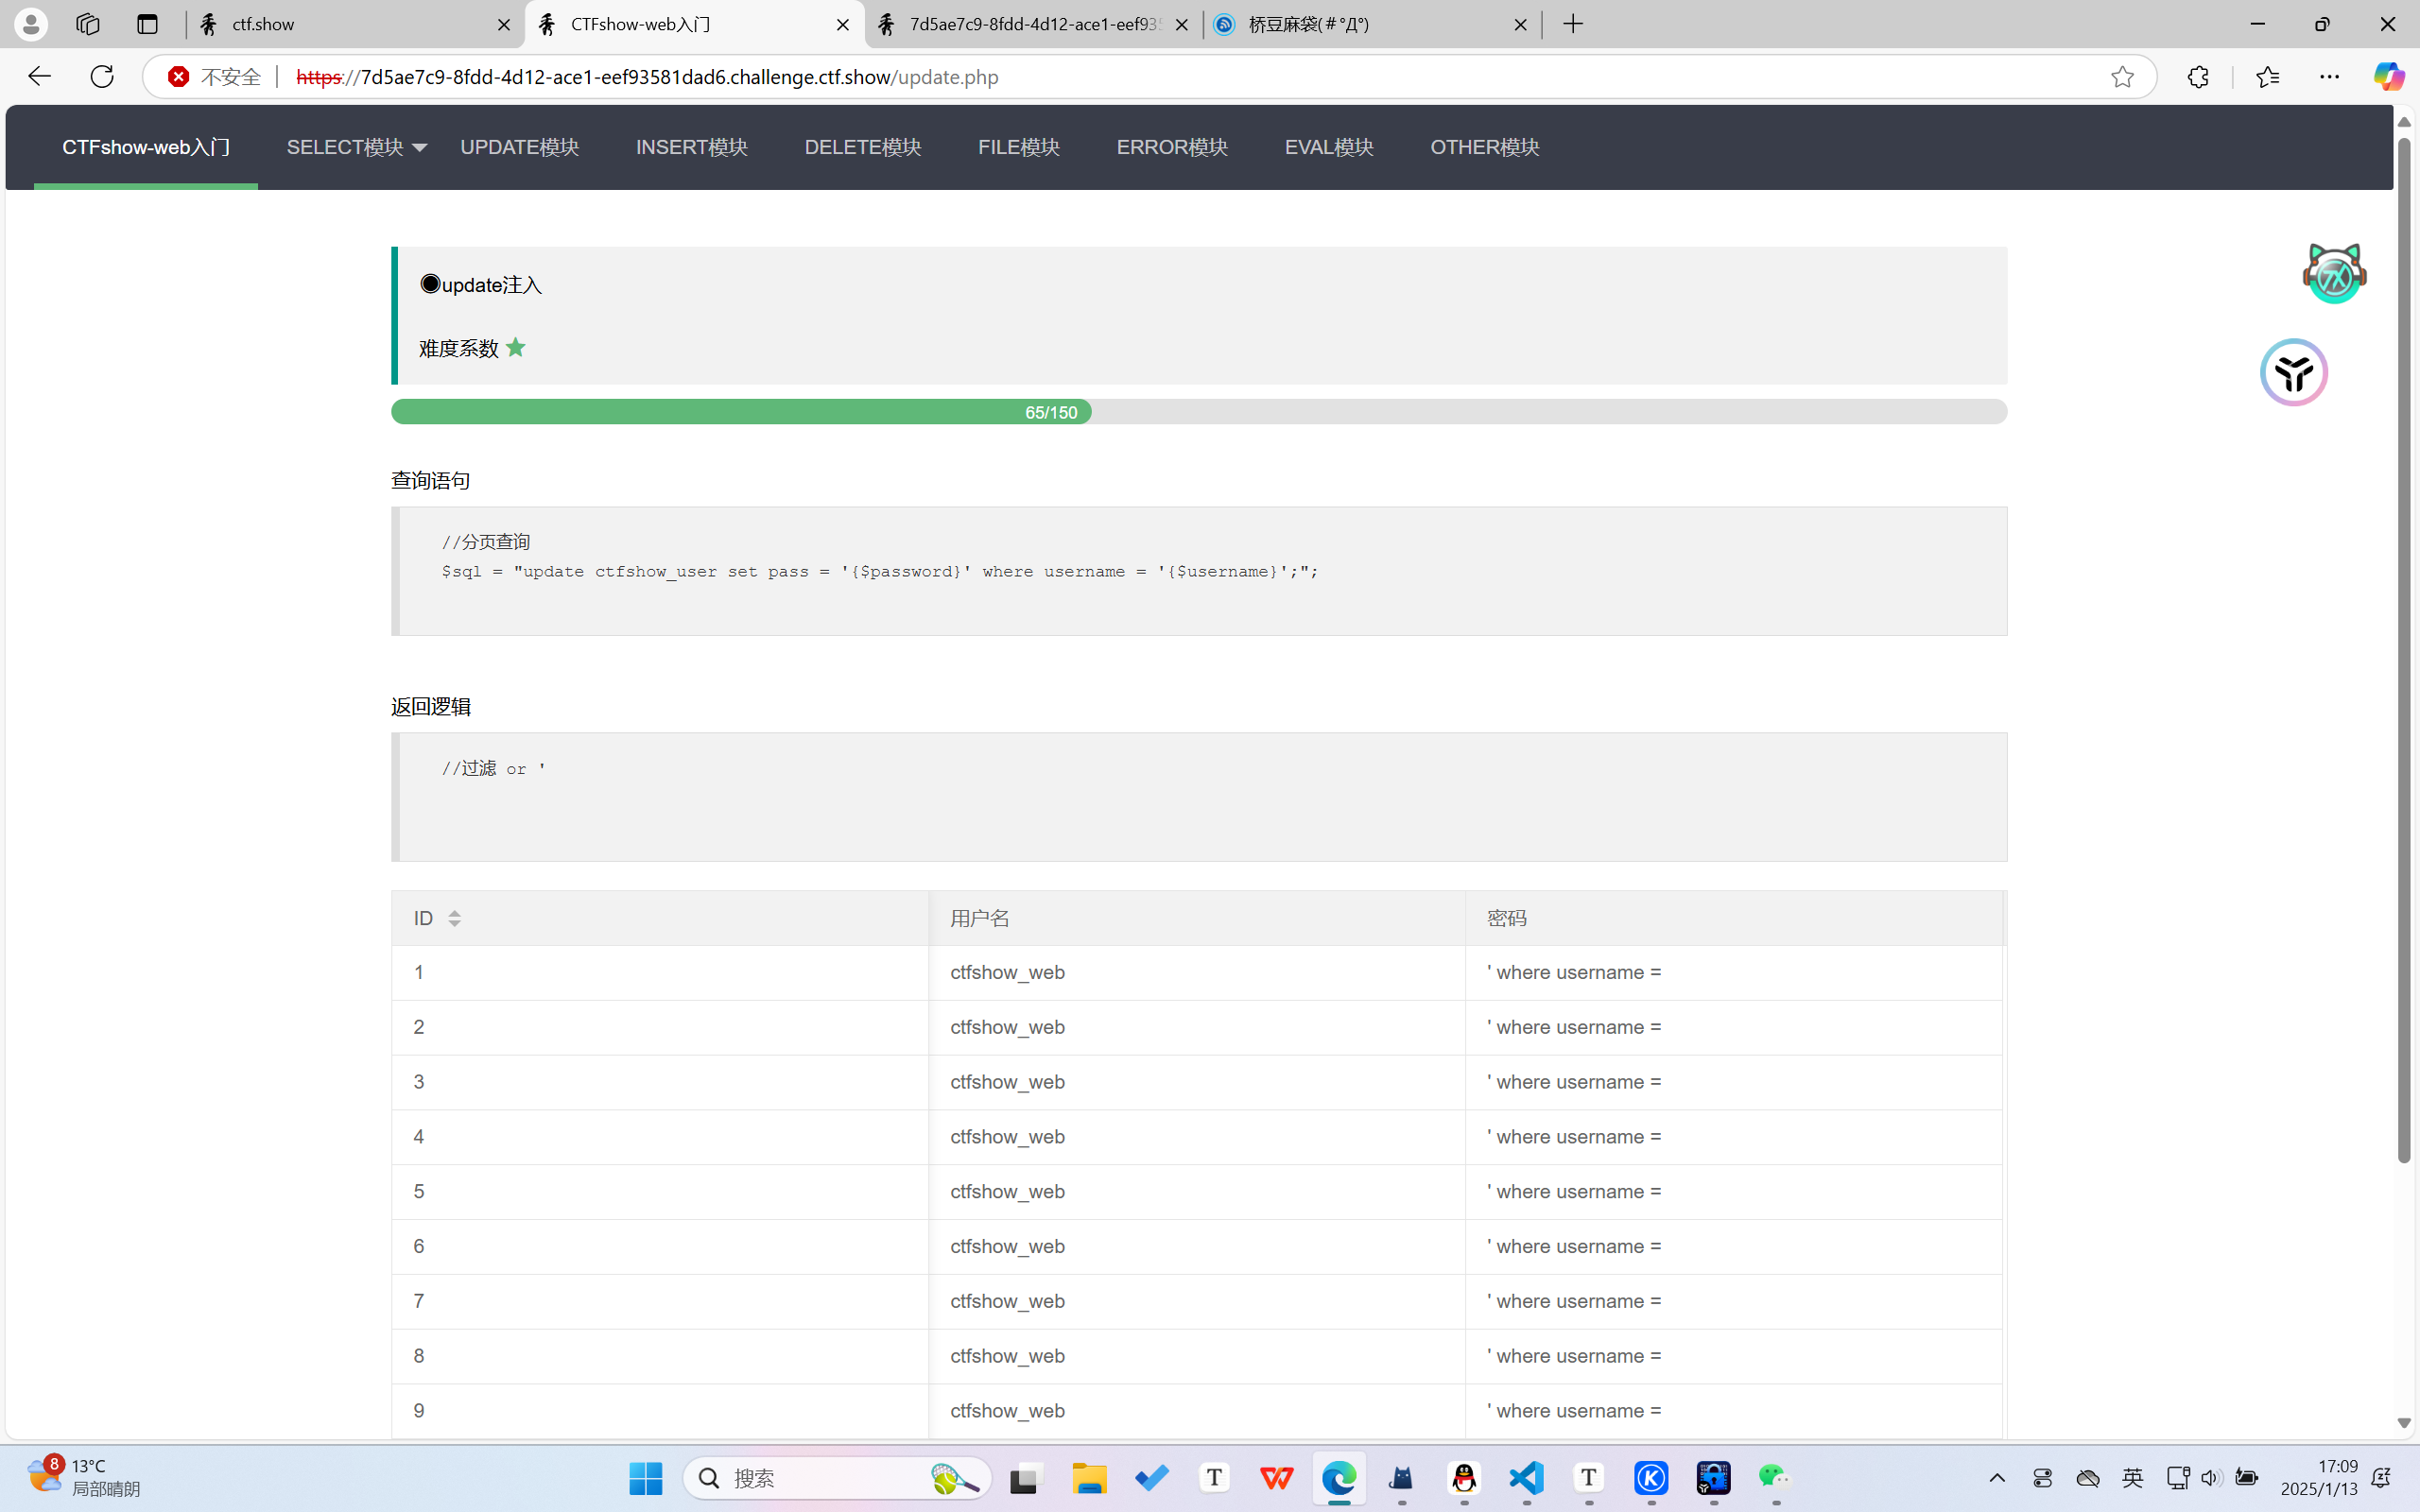 ctf.show
CTFshow-web入门
7d5ae7c9-8fdd-4d12-ace1-eef935
桥豆麻袋(＃°Д°)
不安全
https://7d5ae7c9-8fdd-4d12-ace1-eef93581dad6.challenge.ctf.show/update.php
CTFshow-web入门 SELECT模块 UPDATE模块 INSERT模块 DELETE模块 FILE模块 ERROR模块 EVAL模块 OTHER模块
◉update注入
难度系数
65/150
查询语句
//分页查询
$sql = "update ctfshow_user set pass = '{$password}' where username = '{$username}';";
返回逻辑
//过滤 or '
ID 用户名 密码
1 ctfshow_web ' where username =
2 ctfshow_web ' where username =
3 ctfshow_web ' where username =
4 ctfshow_web ' where username =
5 ctfshow_web ' where username =
6 ctfshow_web ' where username =
7 ctfshow_web ' where username =
8 ctfshow_web ' where username =
9 ctfshow_web ' where username =
8
13°C
局部晴朗
搜索
英
17:09
2025/1/13